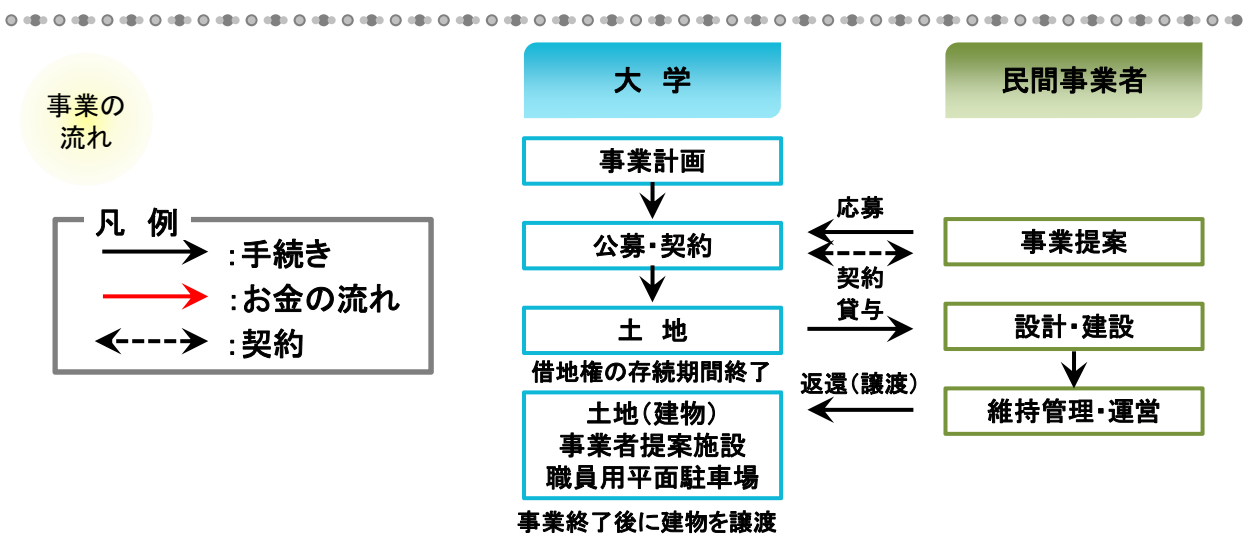 事業の
流れ
凡 例
:手続き
:お金の流れ
:契約
大 学
民間事業者
事業計画
公募・契約
応募
契約
事業提案
土 地
貸与
設計・建設
借地権の存続期間終了
返還(譲渡)
維持管理・運営
土地(建物)
事業者提案施設
職員用平面駐車場
事業終了後に建物を譲渡